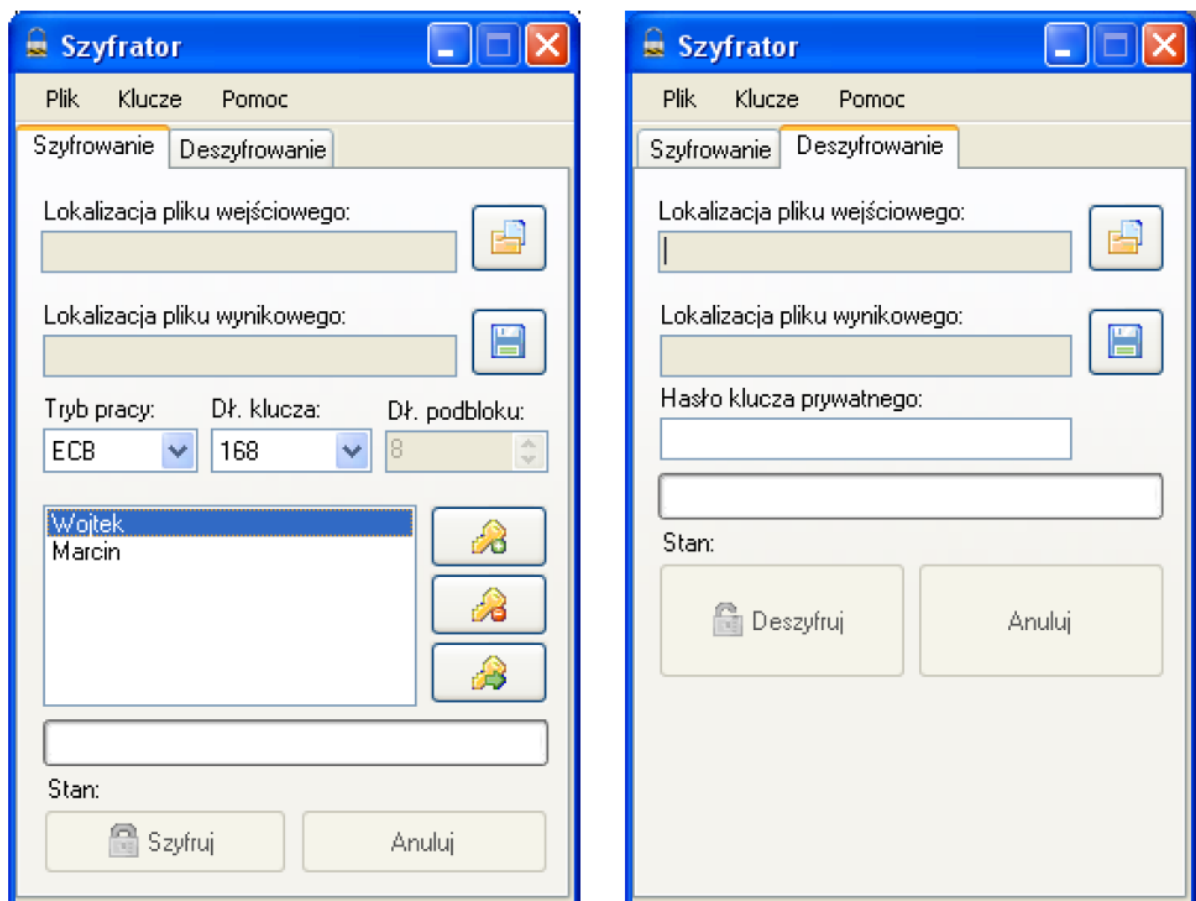 Szyfrator
Plik Klucze Pomoc
Szyfrowanie Deszyfrowanie
Lokalizacja pliku wejściowego:
Lokalizacja pliku wynikowego:
Tryb pracy: Dł. klucza: Dł. podbloku:
ECB 168 8
Wojtek
Marcin
Stan:
Szyfruj Anuluj
Szyfrator
Plik Klucze Pomoc
Szyfrowanie Deszyfrowanie
Lokalizacja pliku wejściowego:
Lokalizacja pliku wynikowego:
Hasło klucza prywatnego:
Stan:
Deszyfruj Anuluj